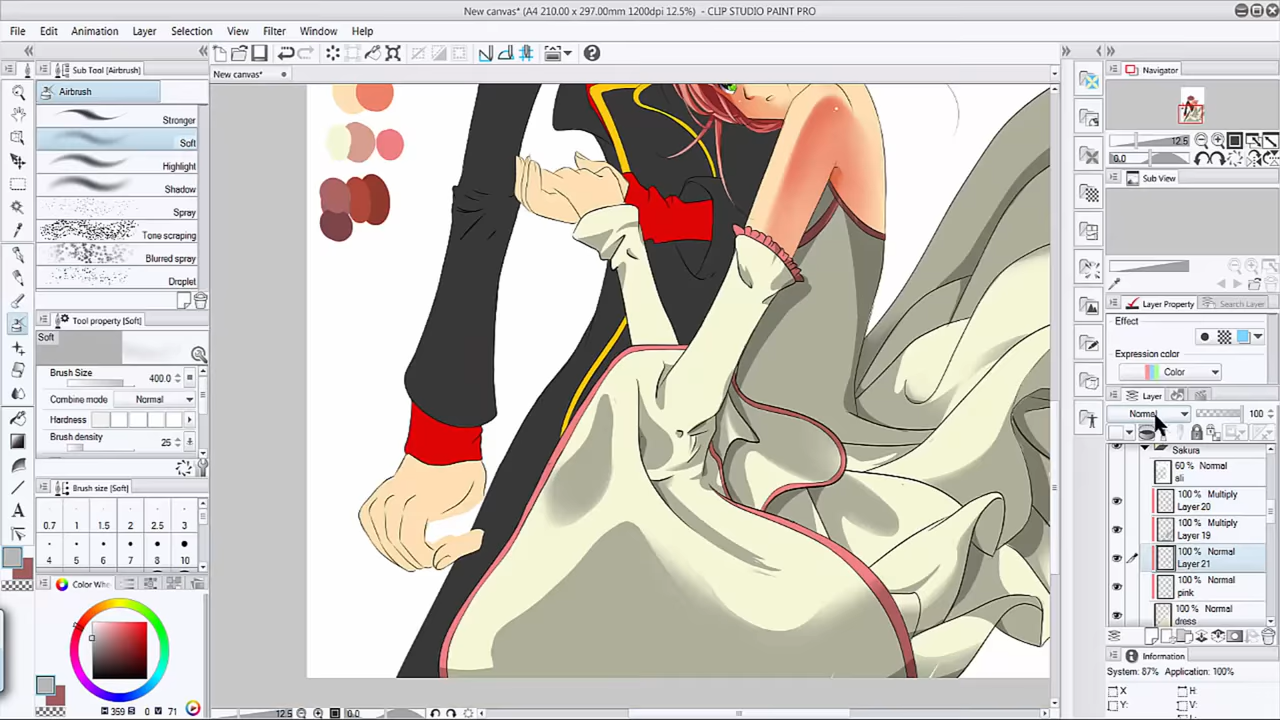 New canvas* (A4 210.00 x 297.00mm 1200dpi 12.5%) - CLIP STUDIO PAINT PRO
File Edit Animation Layer Selection View Filter Window Help
Sub Tool [Airbrush]
Airbrush
Stronger
Soft
Highlight
Shadow
Spray
Tone scraping
Blurred spray
Droplet
Tool property [Soft]
Soft
Brush Size 400.0
Combine mode Normal
Hardness
Brush density 25
Brush size [Soft]
0.7 1 1.5 2 2.5 3
4 5 6 7 8 10
Color Whe
H 359 S 0 V 71
New canvas*
12.5 0.0
Navigator
12.5
0.0
Sub View
Layer Property Search Layer
Effect
Expression color
Color
Layer
Normal 100
Sakura
60 % Normal
ali
100 % Multiply
Layer 20
100 % Multiply
Layer 19
100 % Normal
Layer 21
100 % Normal
pink
100 % Normal
dress
Information
System: 87% Application: 100%
X H:
Y: V: